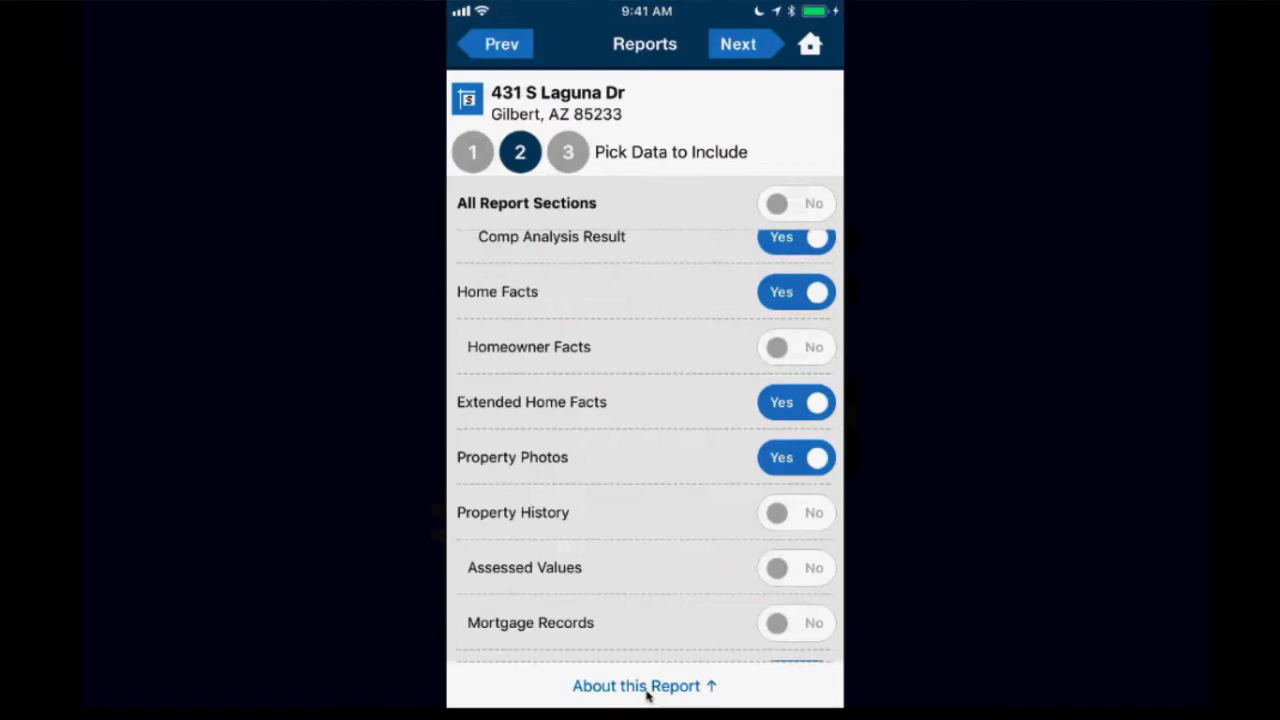 9:41 AM
Prev Reports Next
431 S Laguna Dr
Gilbert, AZ 85233
1 2 3 Pick Data to Include
All Report Sections No
Comp Analysis Result Yes
Home Facts Yes
Homeowner Facts No
Extended Home Facts Yes
Property Photos Yes
Property History No
Assessed Values No
Mortgage Records No
About this Report ↑